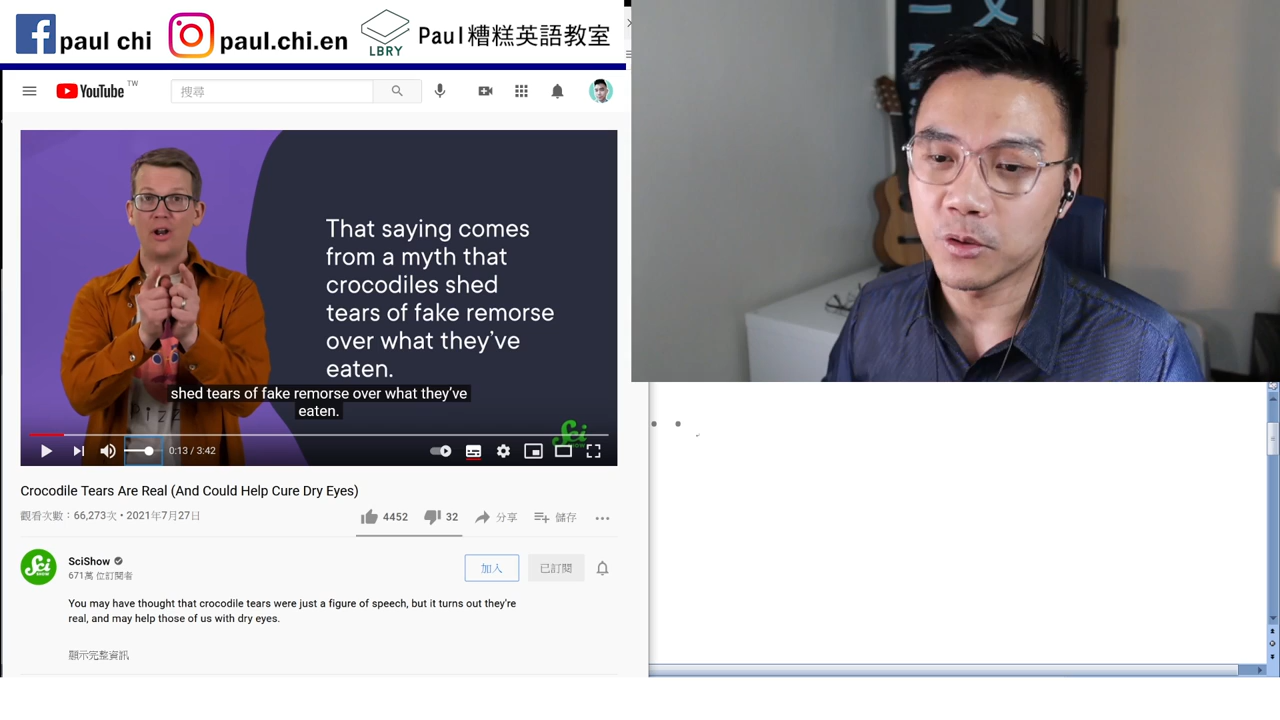 paul chi
paul.chi.en
LBRY
Paul糟糕英語教室
YouTube TW
搜尋
That saying comes
from a myth that
crocodiles shed
tears of fake remorse
over what they've
eaten.
shed tears of fake remorse over what they've
eaten.
Sci
SHOW
0:13 / 3:42
Crocodile Tears Are Real (And Could Help Cure Dry Eyes)
觀看次數：66,273次 • 2021年7月27日
4452
32
分享
儲存
Sci
SHOW
SciShow
671萬 位訂閱者
加入
已訂閱
You may have thought that crocodile tears were just a figure of speech, but it turns out they're
real, and may help those of us with dry eyes.
顯示完整資訊